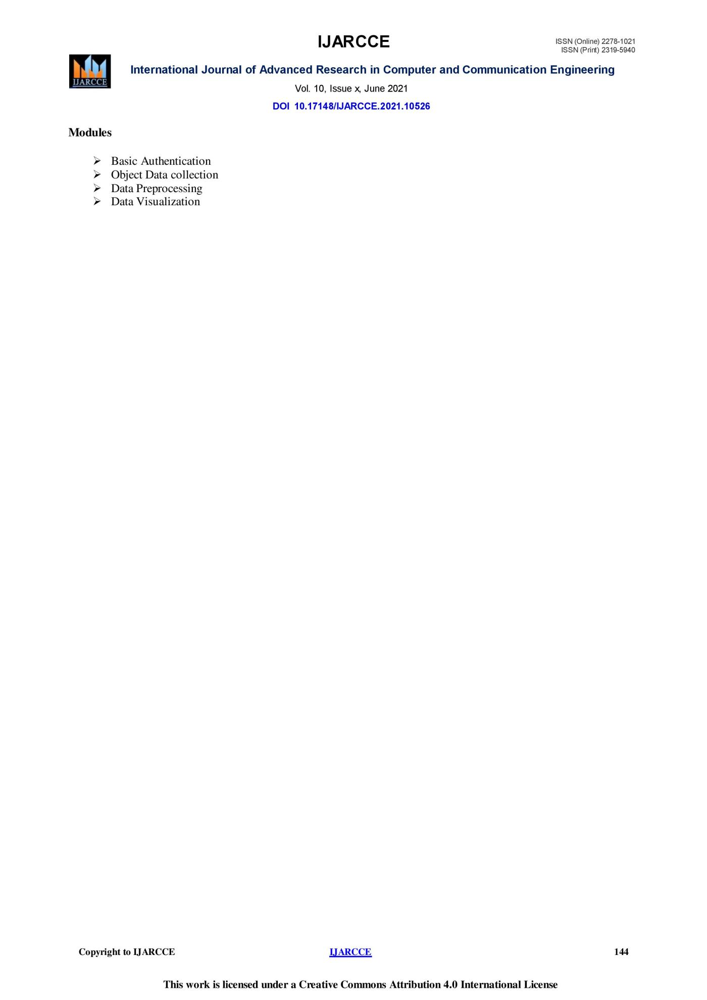 IJARCCE
ISSN (Online) 2278-1021
ISSN (Print) 2319-5940
IJARCCE
International Journal of Advanced Research in Computer and Communication Engineering
Vol. 10, Issue x, June 2021
DOI 10.17148/IJARCCE.2021.10526
Modules
➢ Basic Authentication
➢ Object Data collection
➢ Data Preprocessing
➢ Data Visualization
Copyright to IJARCCE IJARCCE 144
This work is licensed under a Creative Commons Attribution 4.0 International License